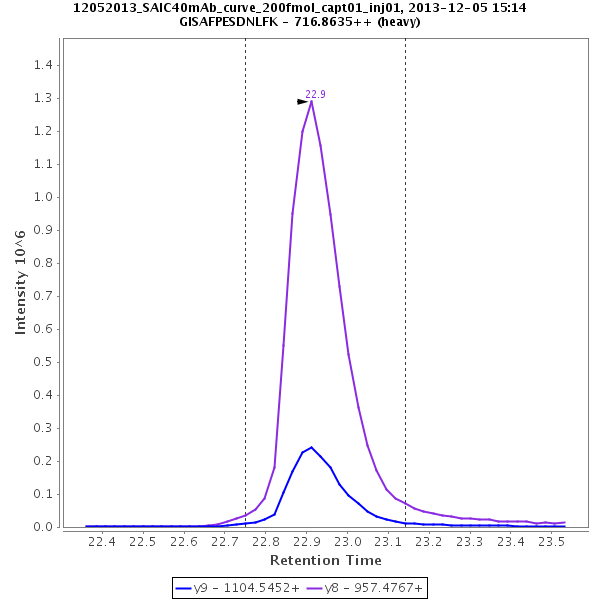 12052013_SAIC40mAb_curve_200fmol_capt01_inj01, 2013-12-05 15:14
GISAFPESDNLFK - 716.8635++ (heavy)
1.4
1.3
1.2
1.1
1.0
0.9
0.8
0.7
0.6
0.5
0.4
0.3
0.2
0.1
0.0
Intensity 10^6
22.9
22.4 22.5 22.6 22.7 22.8 22.9 23.0 23.1 23.2 23.3 23.4 23.5
Retention Time
y9 - 1104.5452+ y8 - 957.4767+